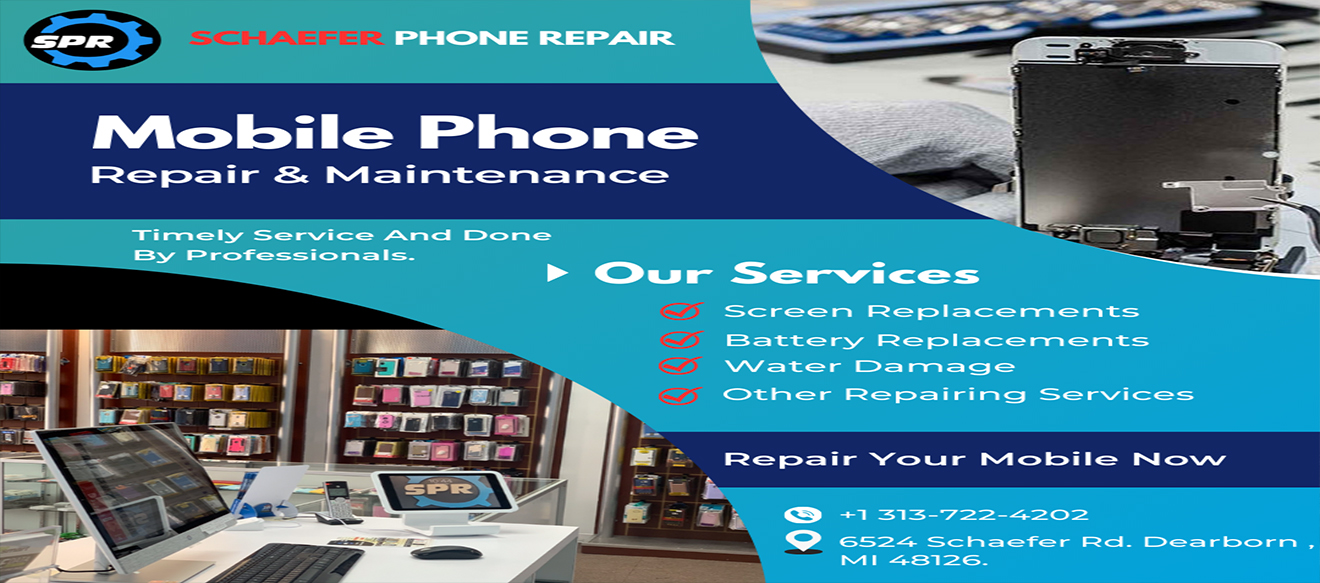 SPR
SCHAEFER PHONE REPAIR
Mobile Phone
Repair & Maintenance
Timely Service And Done
By Professionals.
Our Services
Screen Replacements
Battery Replacements
Water Damage
Other Repairing Services
SPR
Repair Your Mobile Now
+1 313-722-4202
6524 Schaefer Rd. Dearborn ,
MI 48126.